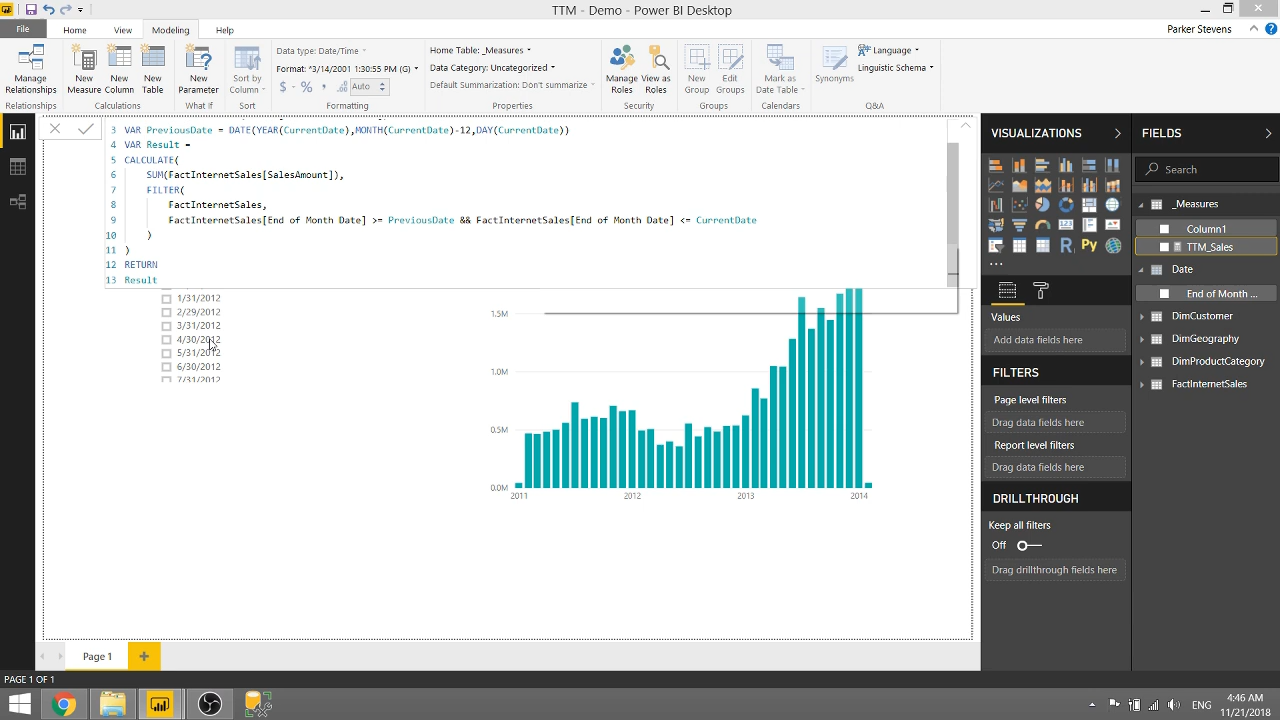 TTM - Demo - Power BI Desktop
File Home View Modeling Help
Parker Stevens
Manage Relationships
Relationships
New Measure
New Column
New Table
Calculations
New Parameter
What If
Sort by Column
Sort
Data type: Date/Time
Format: *3/14/2001 1:30:55 PM (G)
$ % , Auto
Formatting
Home Table: _Measures
Data Category: Uncategorized
Default Summarization: Don't summarize
Properties
Manage Roles
View as Roles
Security
New Group
Edit Groups
Groups
Mark as Date Table
Calendars
Synonyms
Language
Linguistic Schema
Q&A
3 VAR PreviousDate = DATE(YEAR(CurrentDate),MONTH(CurrentDate)-12,DAY(CurrentDate))
4 VAR Result =
5 CALCULATE(
6 SUM(FactInternetSales[SalesAmount]),
7 FILTER(
8 FactInternetSales,
9 FactInternetSales[End of Month Date] >= PreviousDate && FactInternetSales[End of Month Date] <= CurrentDate
10 )
11 )
12 RETURN
13 Result
1/31/2012
2/29/2012
3/31/2012
4/30/2012
5/31/2012
6/30/2012
7/31/2012
1.5M
1.0M
0.5M
0.0M
2011 2012 2013 2014
VISUALIZATIONS
R Py
123
...
Values
Add data fields here
FILTERS
Page level filters
Drag data fields here
Report level filters
Drag data fields here
DRILLTHROUGH
Keep all filters
Off
Drag drillthrough fields here
FIELDS
Search
_Measures
Column1
TTM_Sales
Date
End of Month ...
DimCustomer
DimGeography
DimProductCategory
FactInternetSales
Page 1
PAGE 1 OF 1
ENG
4:46 AM
11/21/2018